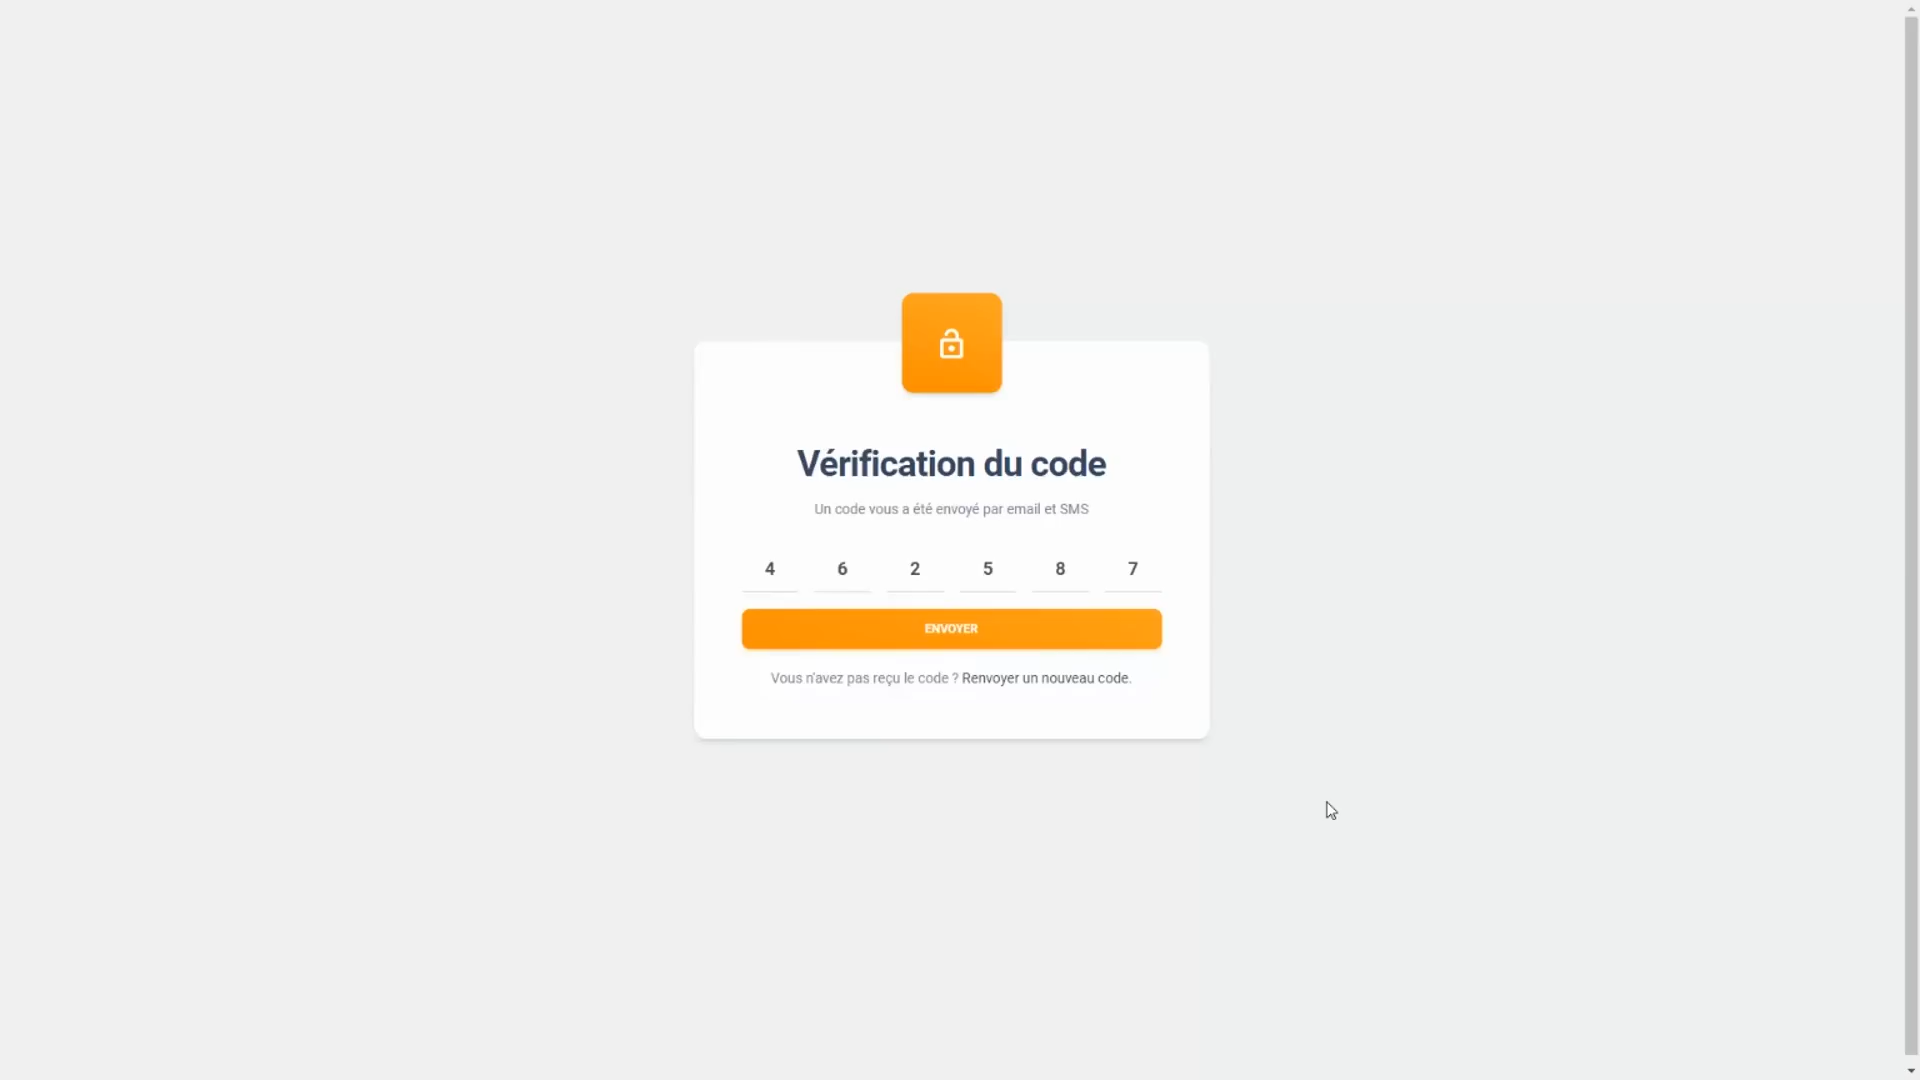 Vérification du code
Un code vous a été envoyé par email et SMS
4 6 2 5 8 7
ENVOYER
Vous n'avez pas reçu le code ? Renvoyer un nouveau code.